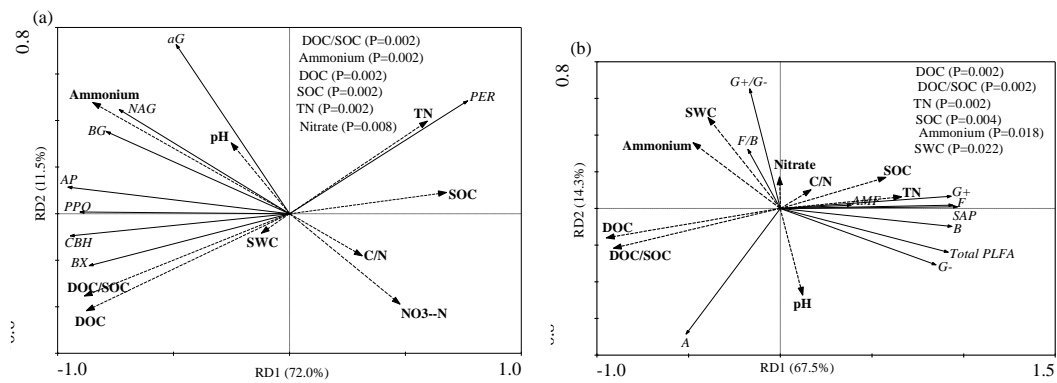 (a)
0.8
aG
DOC/SOC (P=0.002)
Ammonium (P=0.002)
DOC (P=0.002)
SOC (P=0.002)
TN (P=0.002)
Nitrate (P=0.008)
Ammonium
NAG
BG
pH
TN
PER
AP
PPO
SOC
CBH
SWC
BX
C/N
DOC/SOC
DOC
NO3--N
RD2 (11.5%)
-1.0
RD1 (72.0%)
1.0
(b)
0.8
G+/G-
DOC (P=0.002)
DOC/SOC (P=0.002)
TN (P=0.002)
SOC (P=0.004)
Ammonium (P=0.018)
SWC (P=0.022)
SWC
Ammonium
F/B
Nitrate
C/N
SOC
TN
AMF
G+
F
SAP
B
DOC
DOC/SOC
Total PLFA
G-
pH
A
RD2 (14.3%)
-1.0
RD1 (67.5%)
1.5